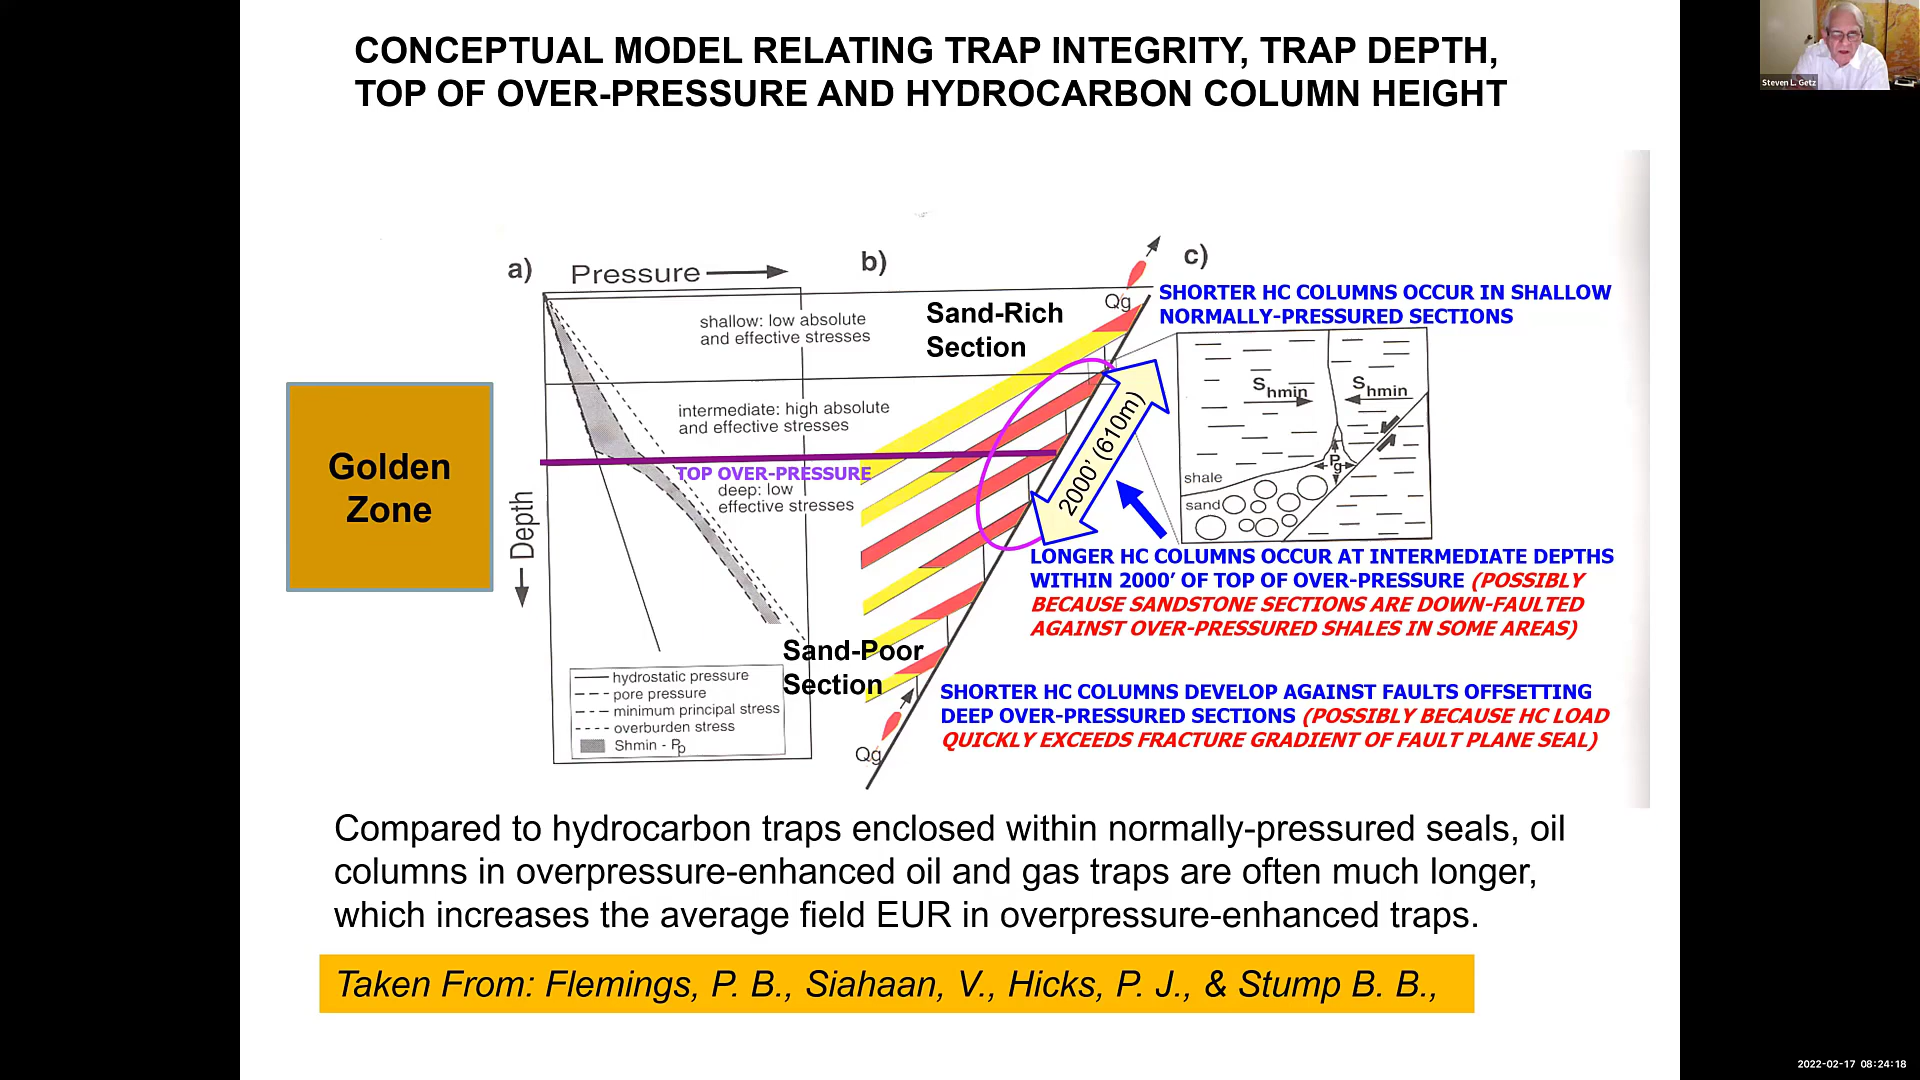 CONCEPTUAL MODEL RELATING TRAP INTEGRITY, TRAP DEPTH,
TOP OF OVER-PRESSURE AND HYDROCARBON COLUMN HEIGHT
Steven L. Getz
a)
Pressure
b)
c)
Qg
shallow: low absolute
and effective stresses
Sand-Rich
Section
SHORTER HC COLUMNS OCCUR IN SHALLOW
NORMALLY-PRESSURED SECTIONS
Golden
Zone
intermediate: high absolute
and effective stresses
TOP OVER-PRESSURE
deep: low
effective stresses
Depth
2000' (610m)
Shmin
Shmin
Pg
shale
sand
LONGER HC COLUMNS OCCUR AT INTERMEDIATE DEPTHS
WITHIN 2000' OF TOP OF OVER-PRESSURE (POSSIBLY
BECAUSE SANDSTONE SECTIONS ARE DOWN-FAULTED
AGAINST OVER-PRESSURED SHALES IN SOME AREAS)
Sand-Poor
Section
hydrostatic pressure
pore pressure
minimum principal stress
overburden stress
Shmin - Pp
SHORTER HC COLUMNS DEVELOP AGAINST FAULTS OFFSETTING
DEEP OVER-PRESSURED SECTIONS (POSSIBLY BECAUSE HC LOAD
QUICKLY EXCEEDS FRACTURE GRADIENT OF FAULT PLANE SEAL)
Qg
Compared to hydrocarbon traps enclosed within normally-pressured seals, oil
columns in overpressure-enhanced oil and gas traps are often much longer,
which increases the average field EUR in overpressure-enhanced traps.
Taken From: Flemings, P. B., Siahaan, V., Hicks, P. J., & Stump B. B.,
2022-02-17 08:24:18